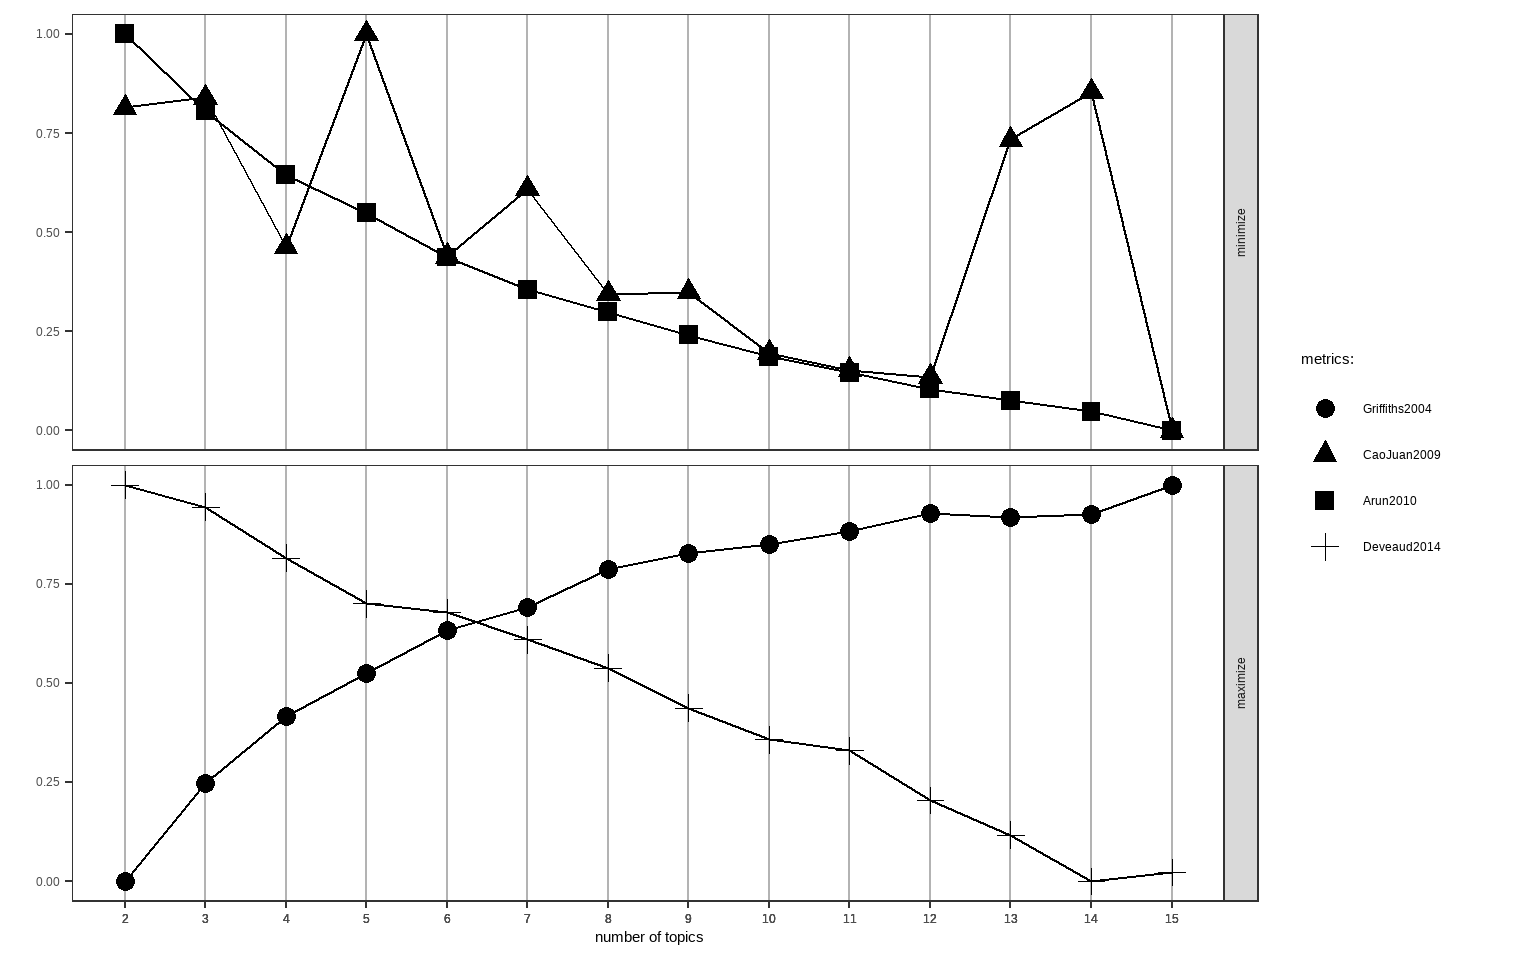 1.00
0.75
0.50
0.25
0.00
minimize
1.00
0.75
0.50
0.25
0.00
maximize
2 3 4 5 6 7 8 9 10 11 12 13 14 15
number of topics
metrics:
Griffiths2004
CaoJuan2009
Arun2010
Deveaud2014